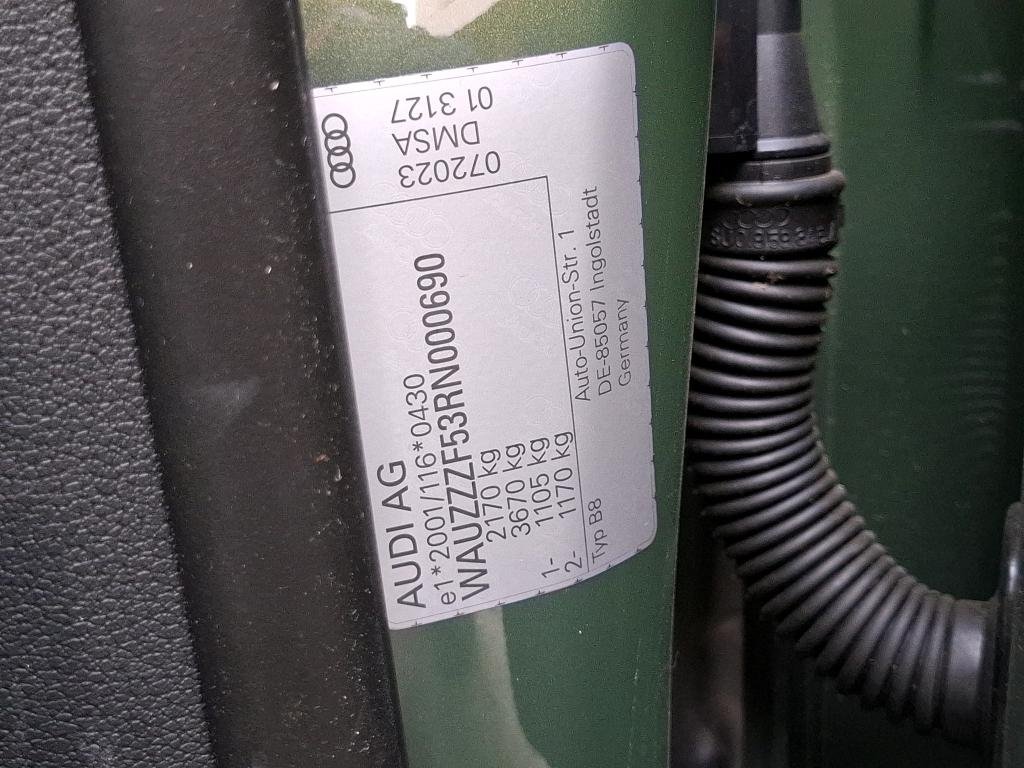 AUDI AG
e1*2001/116*0430
WAUZZZF53RN000690
2170 kg
3670 kg
1- 1105 kg
2- 1170 kg
Typ B8
Auto-Union-Str. 1
DE-85057 Ingolstadt
Germany
072023
DMSA
01 3127